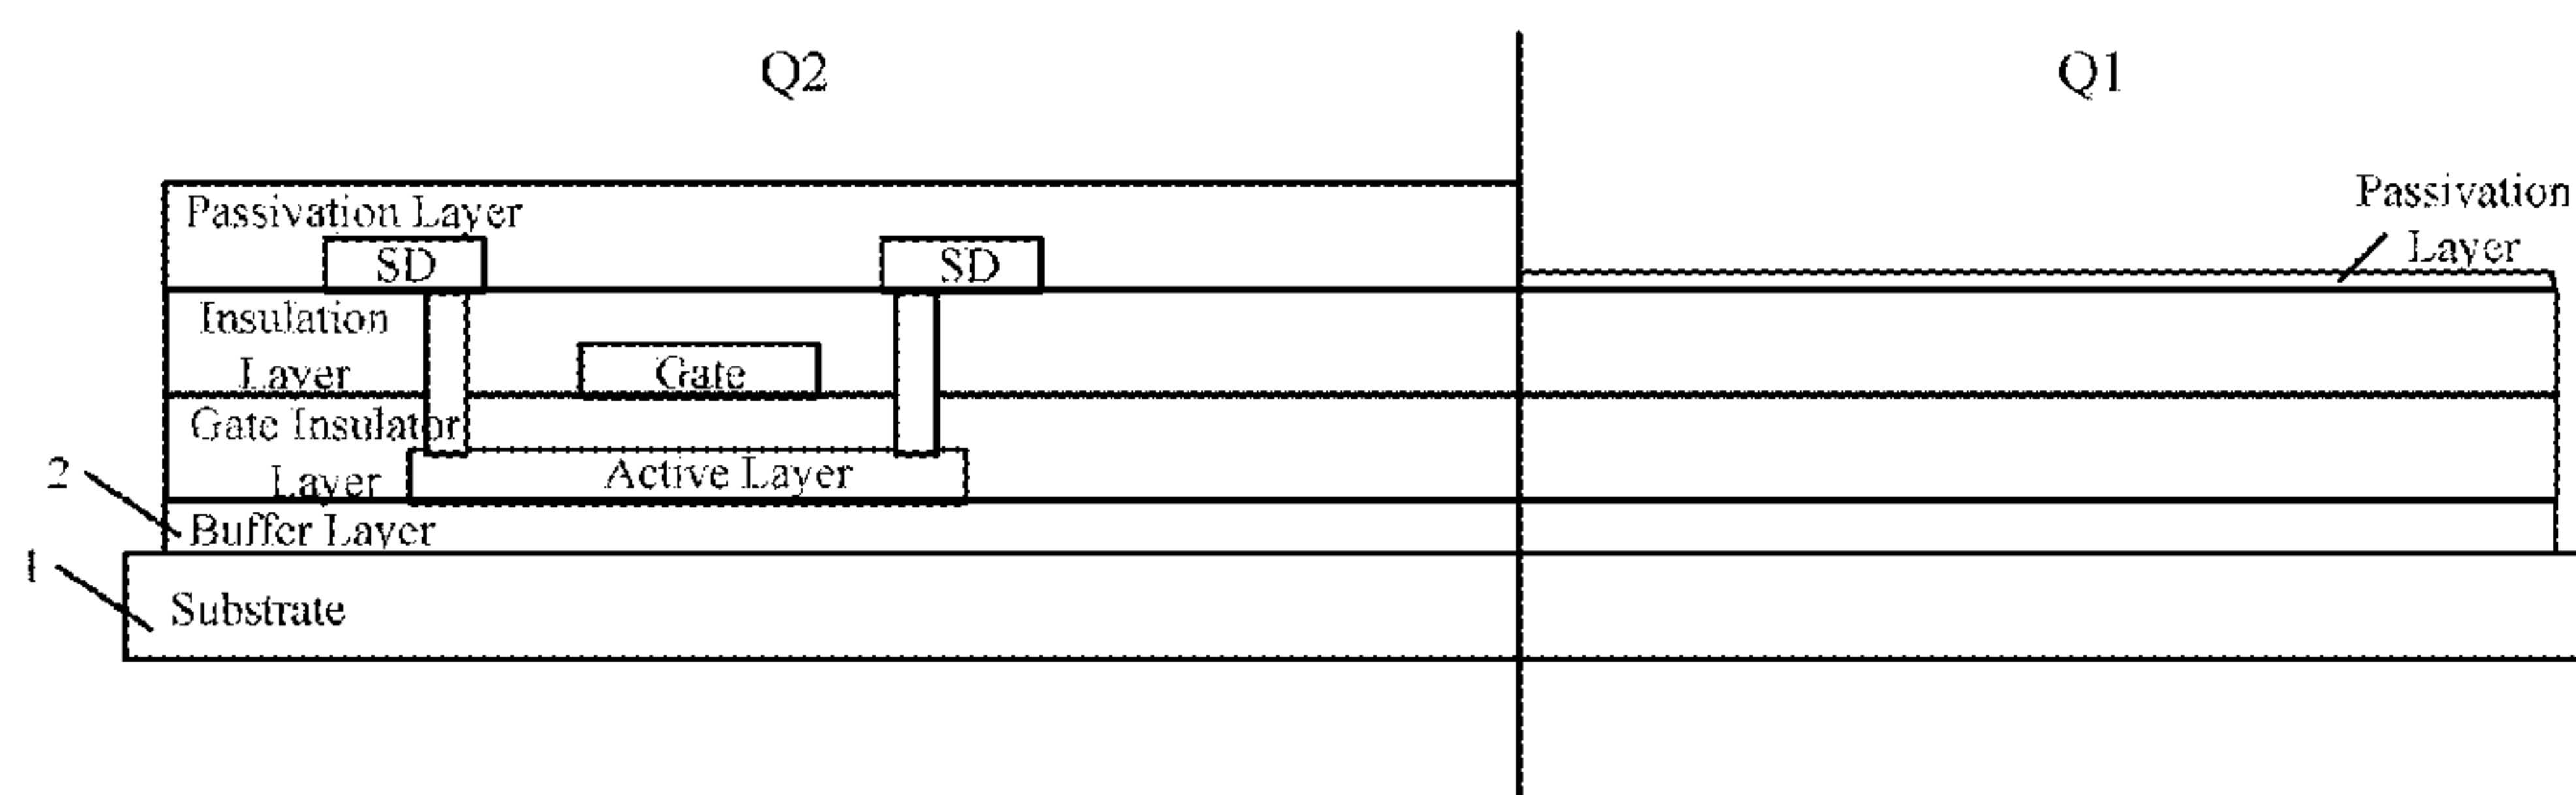 Q2
Q1
Passivation Layer
Passivation
Layer
SD
SD
Insulation
Layer
Gate
Gate Insulator
Layer
Active Layer
2
Buffer Layer
1
Substrate